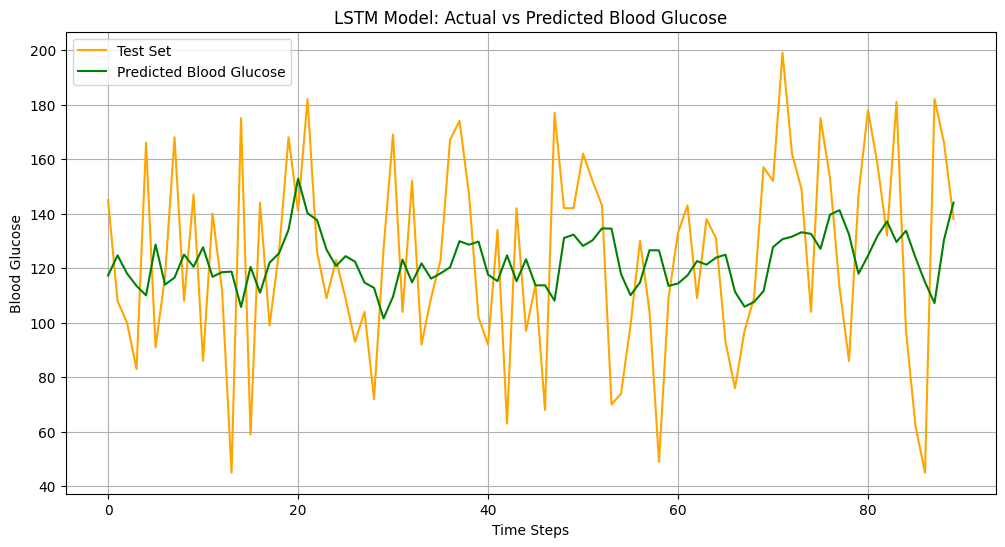 LSTM Model: Actual vs Predicted Blood Glucose
Test Set
Predicted Blood Glucose
Blood Glucose
200
180
160
140
120
100
80
60
40
0 20 40 60 80
Time Steps